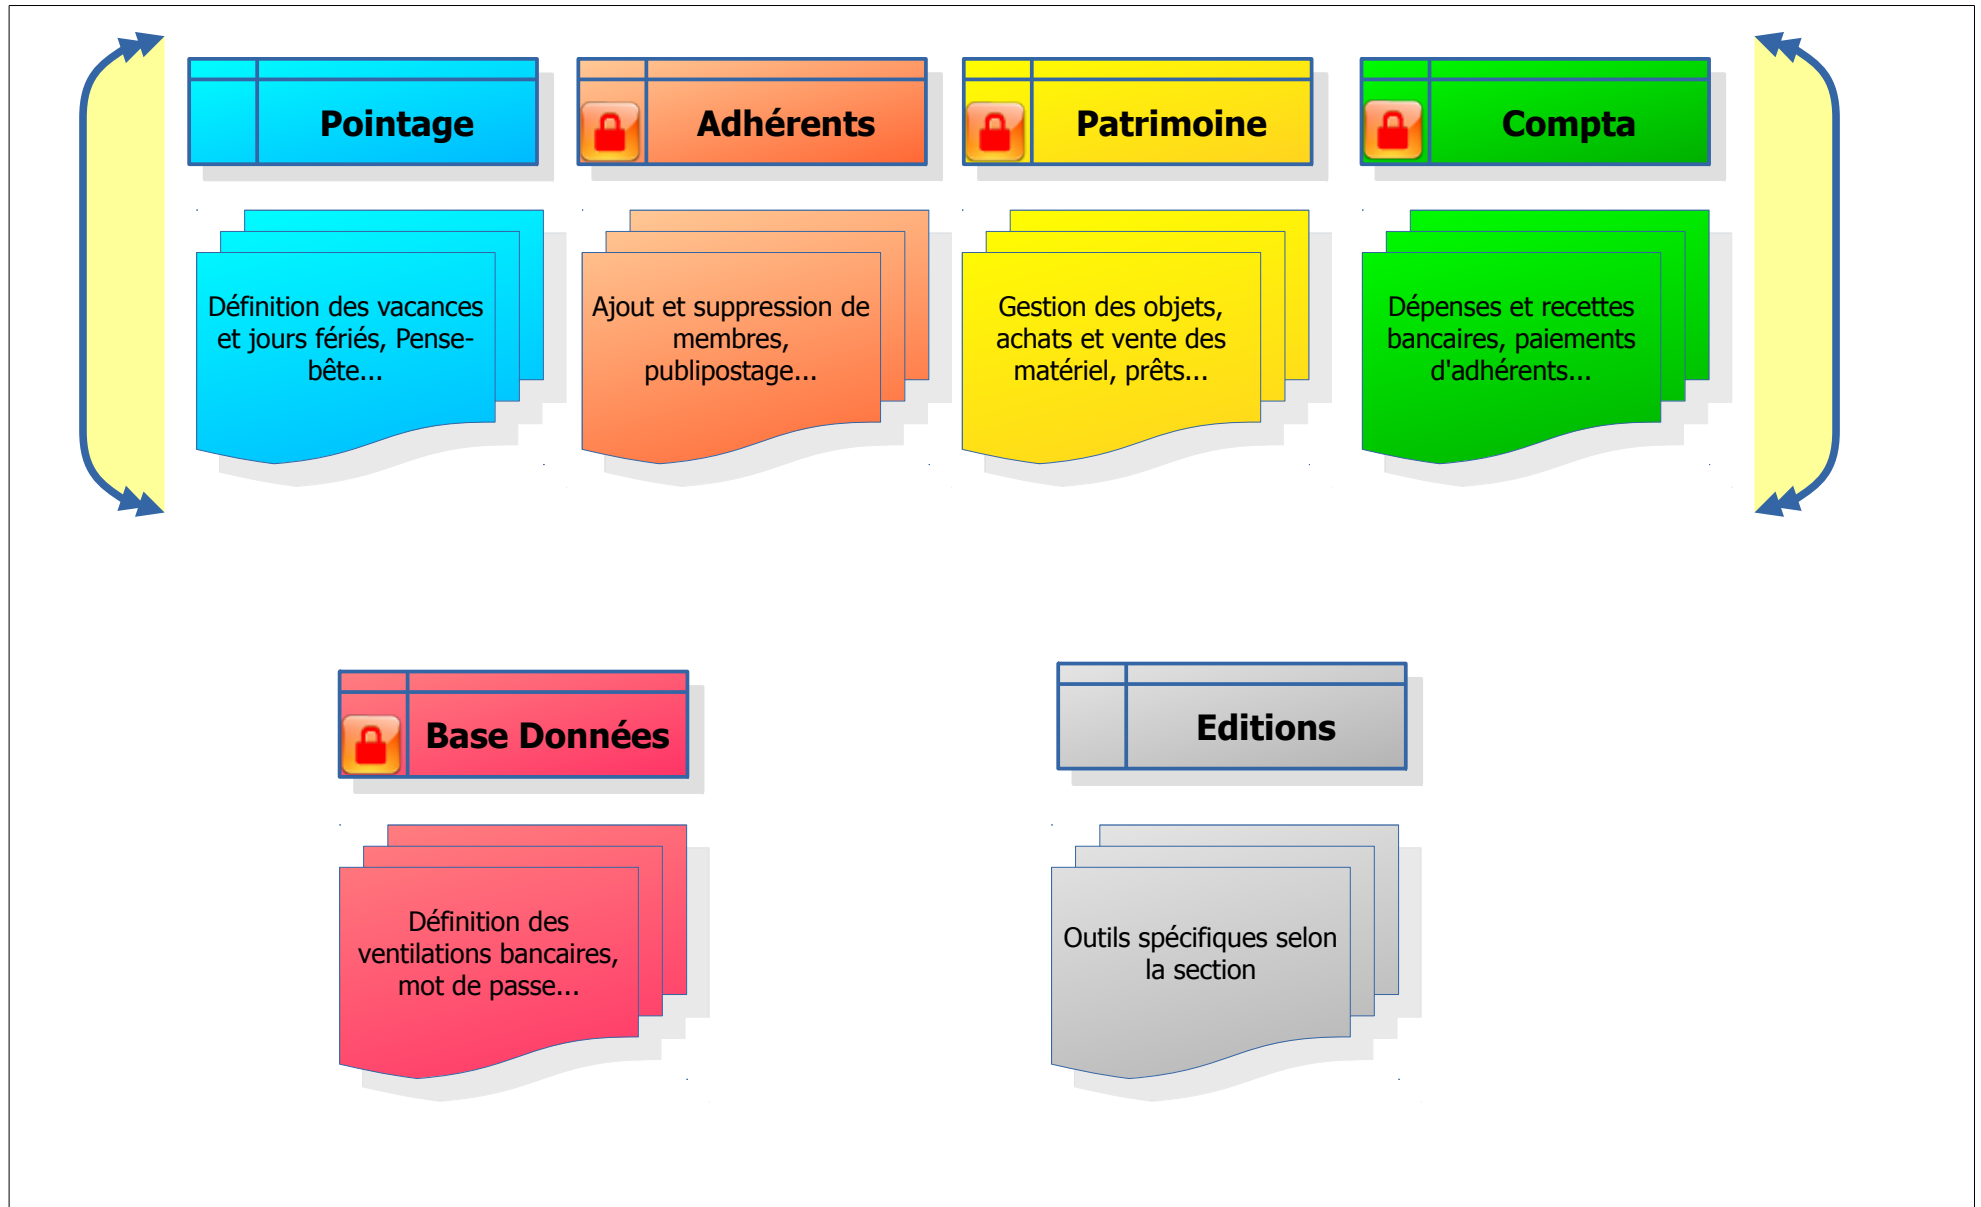 Pointage
Adhérents
Patrimoine
Compta
Définition des vacances
et jours fériés, Pense-
bête...
Ajout et suppression de
membres,
publipostage...
Gestion des objets,
achats et vente des
matériel, prêts...
Dépenses et recettes
bancaires, paiements
d'adhérents...
Base Données
Editions
Définition des
ventilations bancaires,
mot de passe...
Outils spécifiques selon
la section